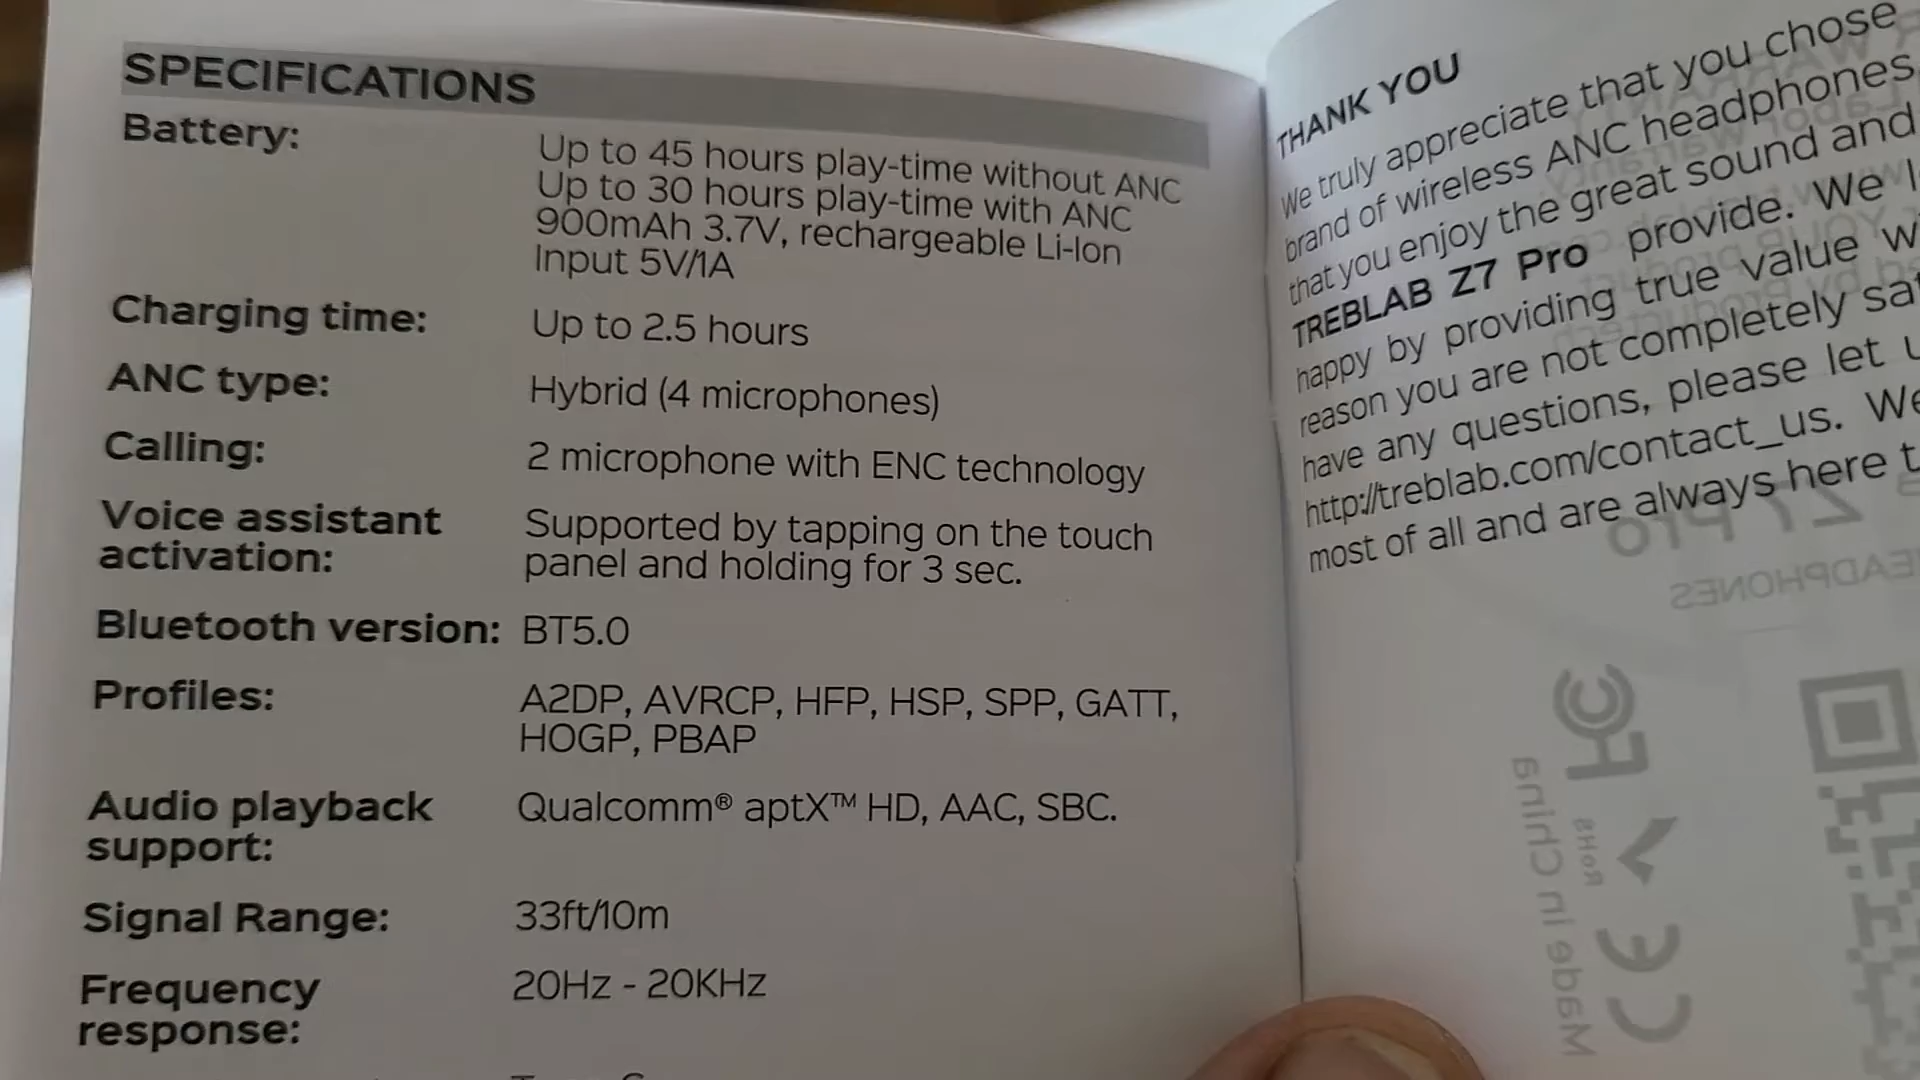 SPECIFICATIONS
Battery:
Up to 45 hours play-time without ANC
Up to 30 hours play-time with ANC
900mAh 3.7V, rechargeable Li-Ion
Input 5V/1A
Charging time: Up to 2.5 hours
ANC type: Hybrid (4 microphones)
Calling: 2 microphone with ENC technology
Voice assistant activation:
Supported by tapping on the touch
panel and holding for 3 sec.
Bluetooth version: BT5.0
Profiles: A2DP, AVRCP, HFP, HSP, SPP, GATT,
HOGP, PBAP
Audio playback support:
Qualcomm® aptX™ HD, AAC, SBC.
Signal Range: 33ft/10m
Frequency response:
20Hz - 20KHz
THANK YOU
We truly appreciate that you chose
brand of wireless ANC headphones
that you enjoy the great sound and
TREBLAB Z7 Pro provide. We
happy by providing true value
reason you are not completely
have any questions, please let
http://treblab.com/contact_us. We
most of all and are always here
Z7 Pro
HEADPHONES
RoHS
CE
Made in China